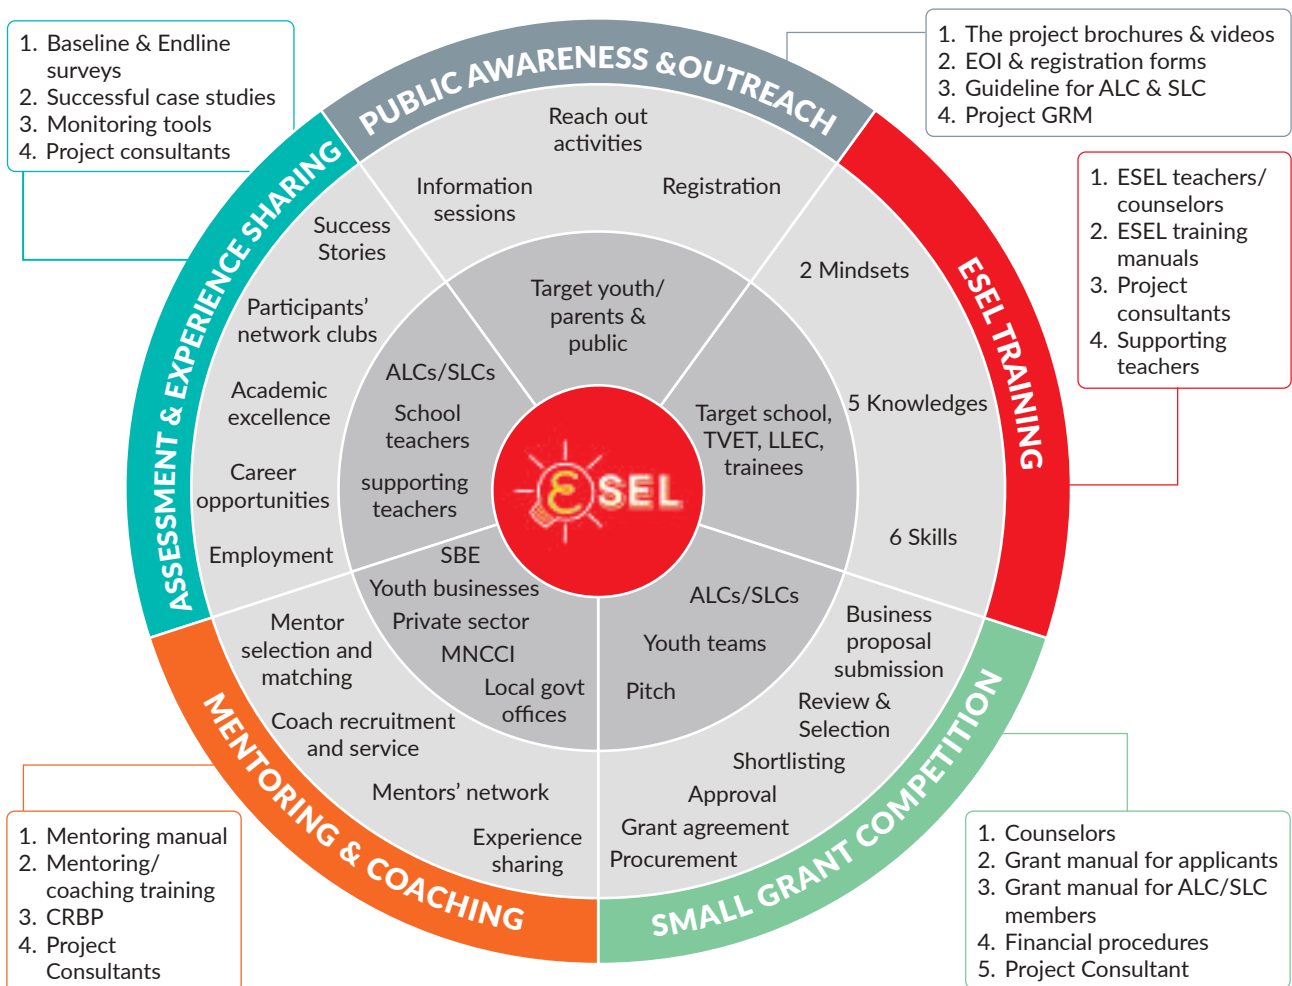 1. Baseline & Endline
surveys
2. Successful case studies
3. Monitoring tools
4. Project consultants
1. The project brochures & videos
2. EOI & registration forms
3. Guideline for ALC & SLC
4. Project GRM
1. ESEL teachers/
counselors
2. ESEL training
manuals
3. Project
consultants
4. Supporting
teachers
PUBLIC AWARENESS &OUTREACH
Reach out
activities
Information
sessions
Registration
Target youth/
parents &
public
ESEL TRAINING
2 Mindsets
5 Knowledges
6 Skills
Target school,
TVET, LLEC,
trainees
ASSESSMENT & EXPERIENCE SHARING
Success
Stories
Participants’
network clubs
Academic
excellence
Career
opportunities
Employment
ALCs/SLCs
School
teachers
supporting
teachers
ESEL
SBE
Youth businesses
Private sector
MNCCI
Local govt
offices
ALCs/SLCs
Youth teams
Pitch
MENTORING & COACHING
Mentor
selection and
matching
Coach recruitment
and service
Mentors’ network
Experience
sharing
SMALL GRANT COMPETITION
Business
proposal
submission
Review &
Selection
Shortlisting
Approval
Grant agreement
Procurement
1. Mentoring manual
2. Mentoring/
coaching training
3. CRBP
4. Project
Consultants
1. Counselors
2. Grant manual for applicants
3. Grant manual for ALC/SLC
members
4. Financial procedures
5. Project Consultant